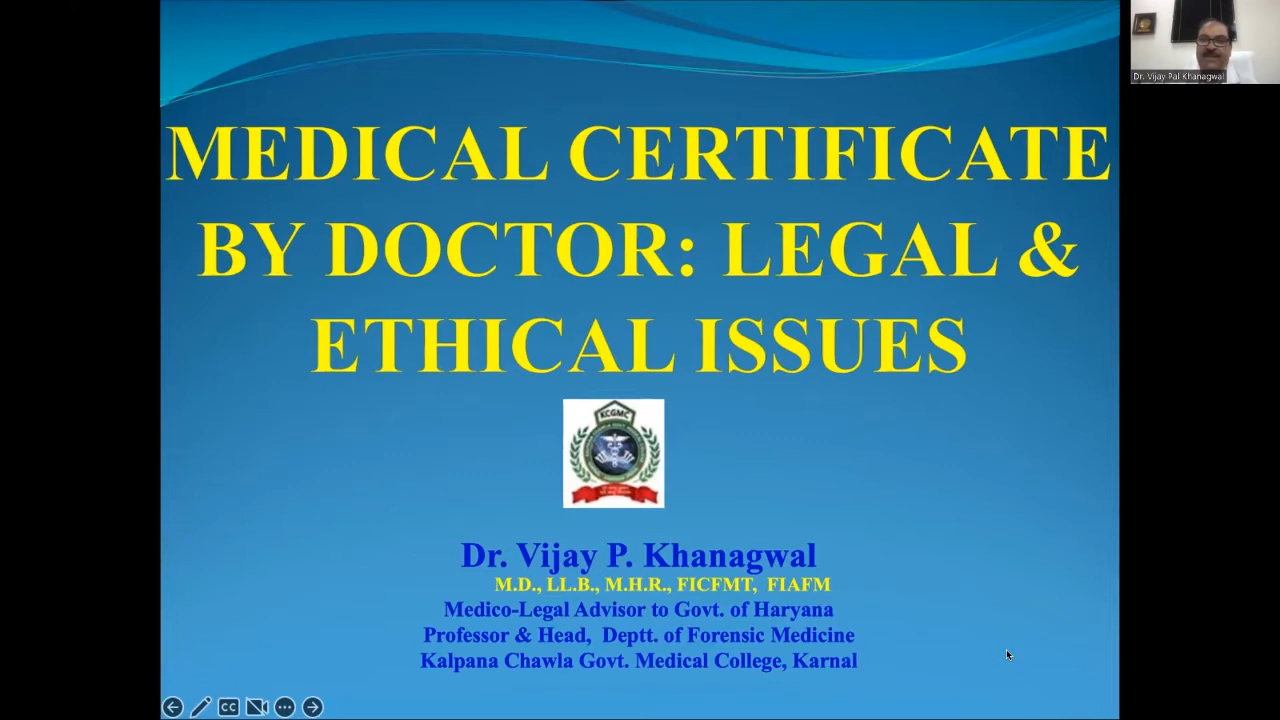 MEDICAL CERTIFICATE
BY DOCTOR: LEGAL &
ETHICAL ISSUES
KCGMC
Dr. Vijay P. Khanagwal
M.D., LL.B., M.H.R., FICFMT, FIAFM
Medico-Legal Advisor to Govt. of Haryana
Professor & Head, Deptt. of Forensic Medicine
Kalpana Chawla Govt. Medical College, Karnal
CC
Dr. Vijay Pal Khanagwal